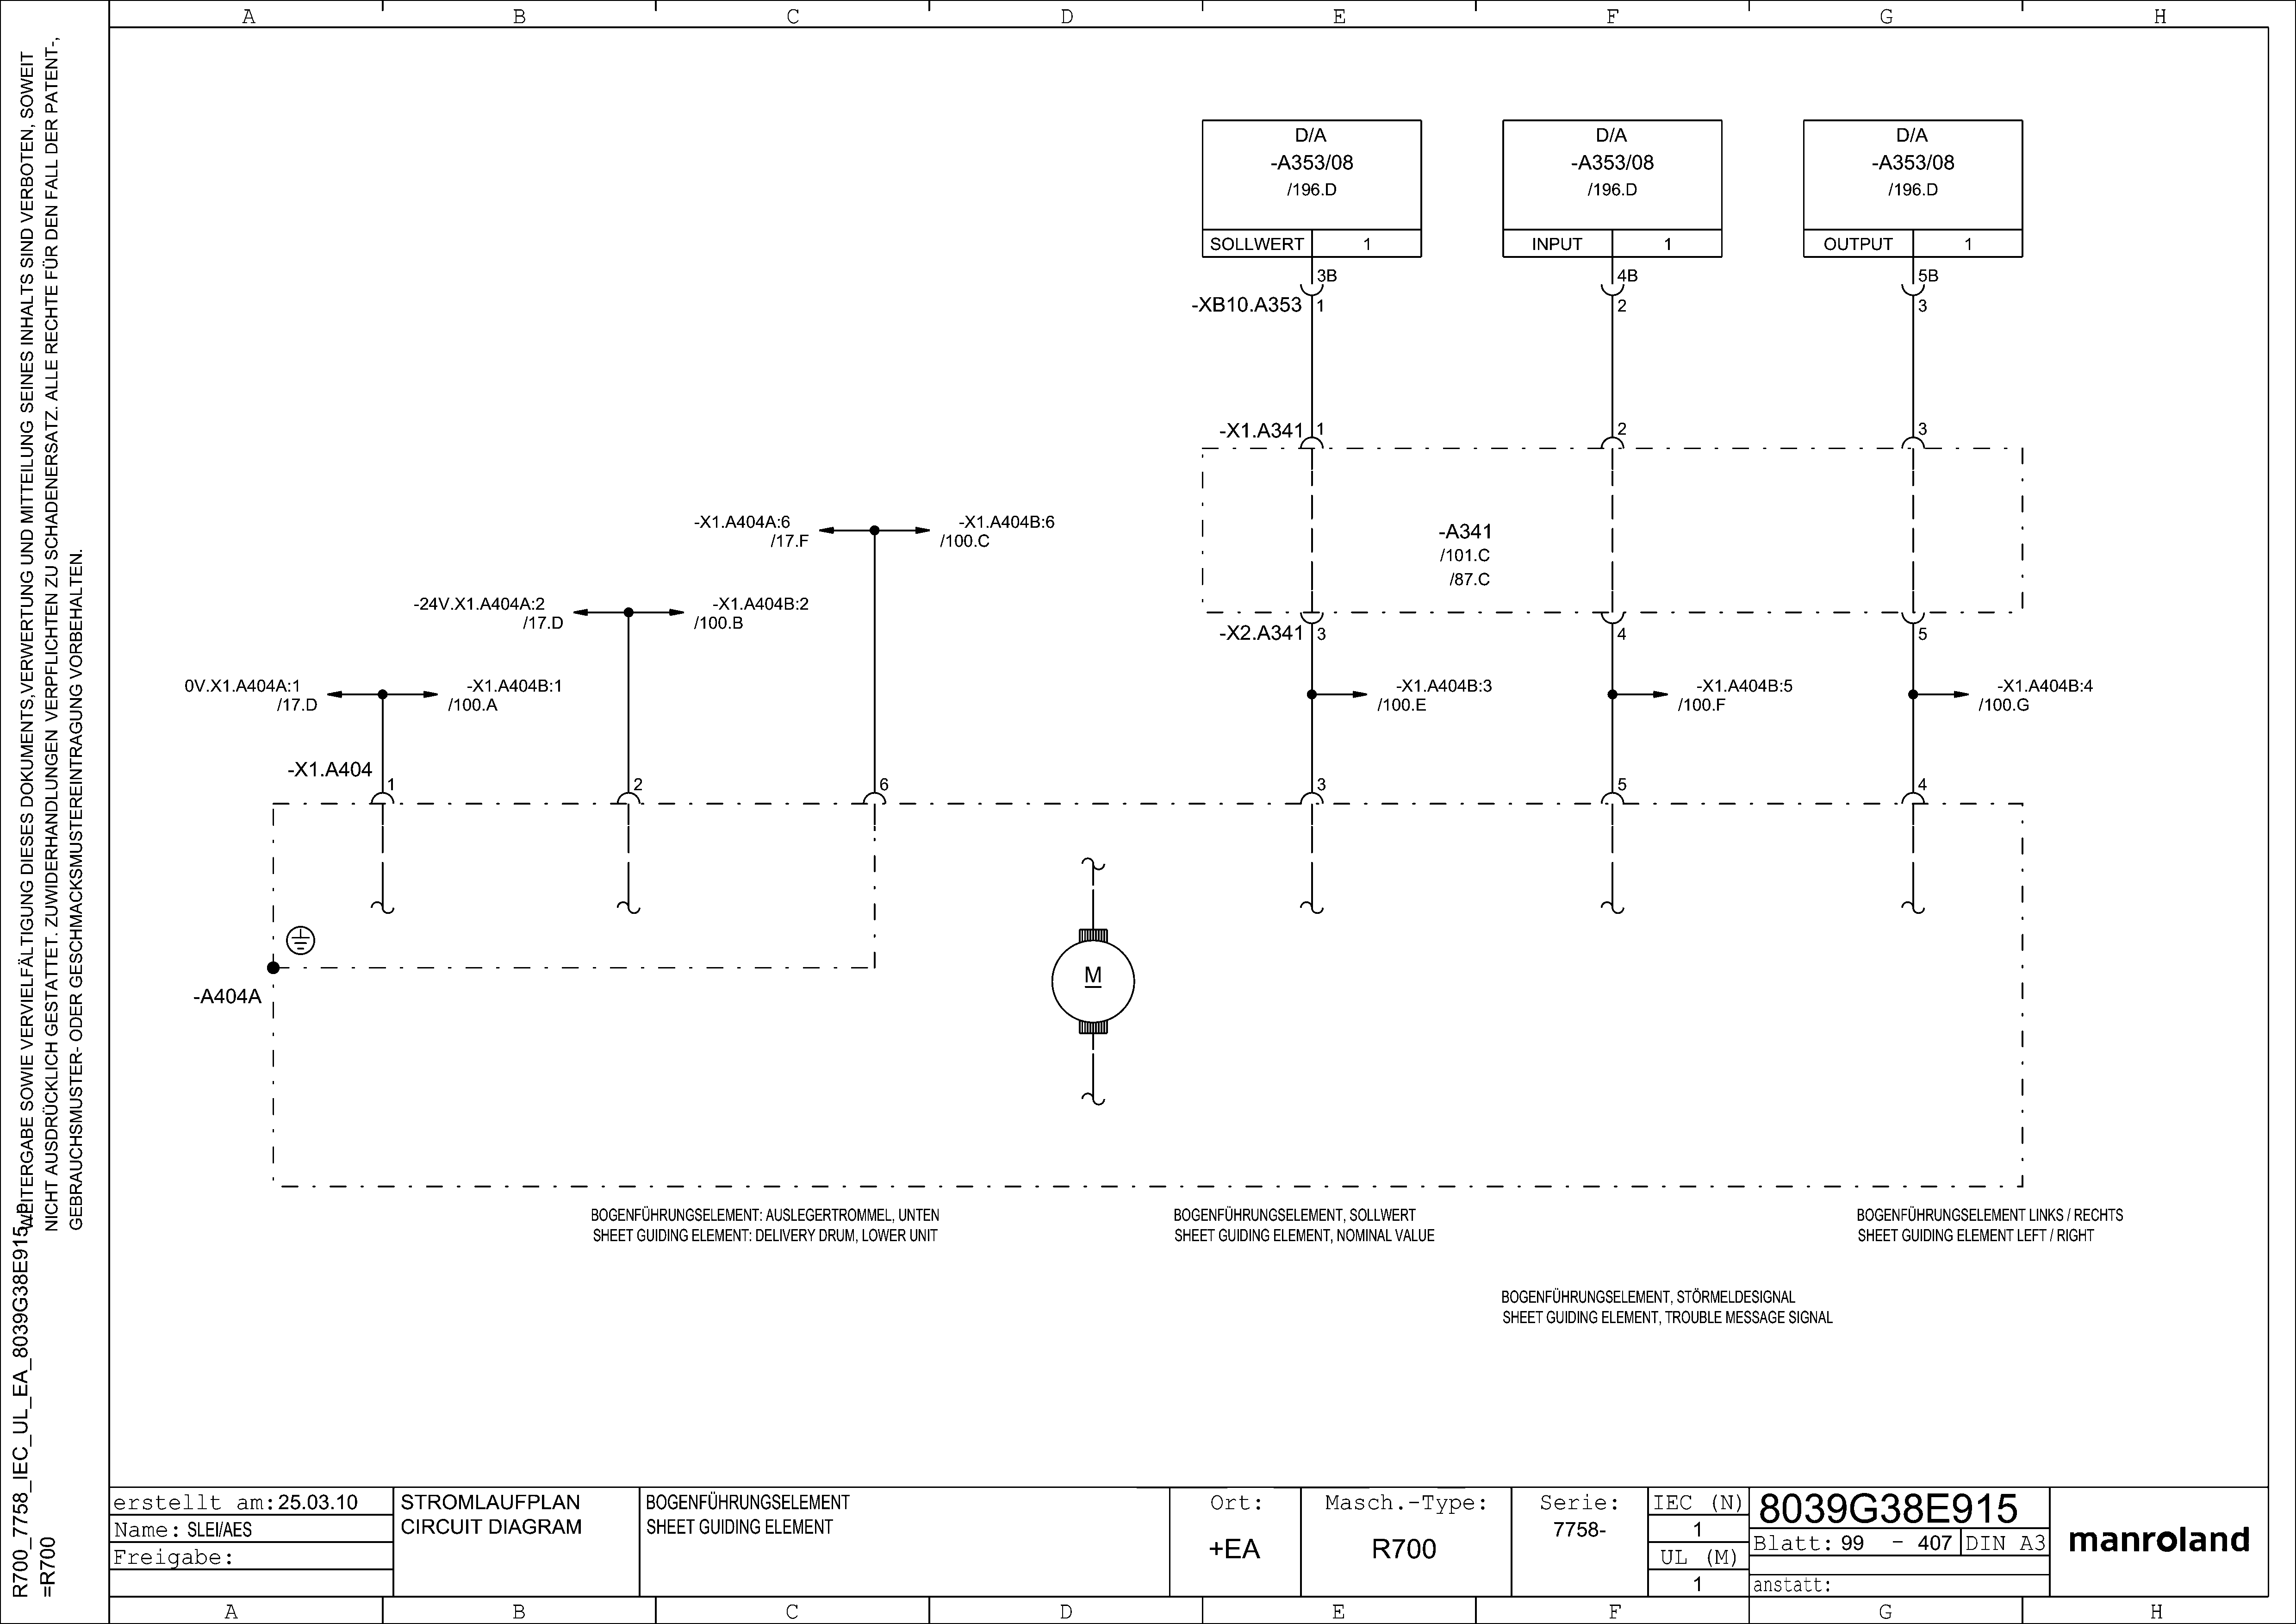 A B C D E F G H
WEITERGABE SOWIE VERVIELFÄLTIGUNG DIESES DOKUMENTS,VERWERTUNG UND MITTEILUNG SEINES INHALTS SIND VERBOTEN, SOWEIT
NICHT AUSDRÜCKLICH GESTATTET. ZUWIDERHANDLUNGEN VERPFLICHTEN ZU SCHADENERSATZ. ALLE RECHTE FÜR DEN FALL DER PATENT-,
GEBRAUCHSMUSTER- ODER GESCHMACKSMUSTEREINTRAGUNG VORBEHALTEN.
D/A D/A D/A
-A353/08 -A353/08 -A353/08
/196.D /196.D /196.D
SOLLWERT 1 INPUT 1 OUTPUT 1
3B 4B 5B
-XB10.A353 1 2 3
-X1.A341 1 2 3
-X1.A404A:6 -X1.A404B:6
/17.F /100.C
-A341
/101.C
/87.C
-24V.X1.A404A:2 -X1.A404B:2
/17.D /100.B
-X2.A341 3 4 5
0V.X1.A404A:1 -X1.A404B:1 -X1.A404B:3 -X1.A404B:5 -X1.A404B:4
/17.D /100.A /100.E /100.F /100.G
-X1.A404
1 2 6 3 5 4
M
-A404A
BOGENFÜHRUNGSELEMENT: AUSLEGERTROMMEL, UNTEN
SHEET GUIDING ELEMENT: DELIVERY DRUM, LOWER UNIT
BOGENFÜHRUNGSELEMENT, SOLLWERT
SHEET GUIDING ELEMENT, NOMINAL VALUE
BOGENFÜHRUNGSELEMENT LINKS / RECHTS
SHEET GUIDING ELEMENT LEFT / RIGHT
BOGENFÜHRUNGSELEMENT, STÖRMELDESIGNAL
SHEET GUIDING ELEMENT, TROUBLE MESSAGE SIGNAL
=R700
erstellt am: 25.03.10
Name: SLEI/AES
Freigabe:
STROMLAUFPLAN
CIRCUIT DIAGRAM
BOGENFÜHRUNGSELEMENT
SHEET GUIDING ELEMENT
Ort:
+EA
Masch.-Type:
R700
Serie:
7758-
IEC (N)
1
UL (M)
1
8039G38E915
Blatt: 99 - 407 DIN A3
anstatt:
manroland
A B C D E F G H